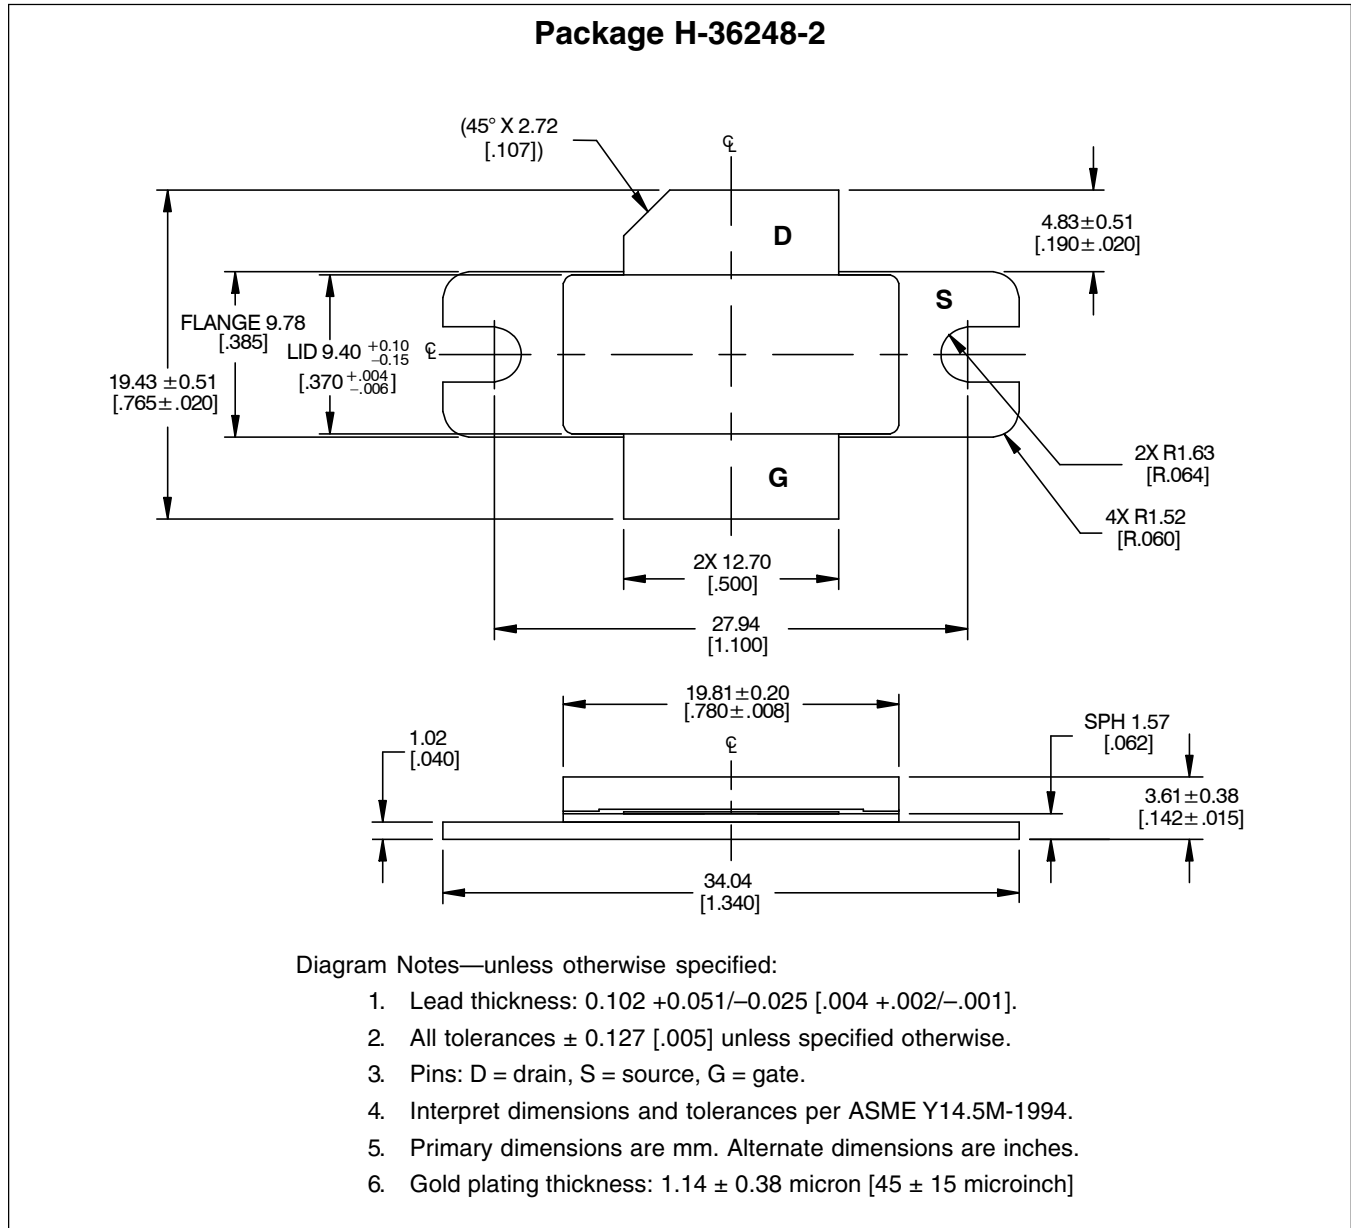 Package H-36248-2
(45° X 2.72
[.107])
℄
D
4.83±0.51
[.190±.020]
S
FLANGE 9.78
[.385]
LID 9.40 +0.10
–0.15
[.370 +.004
–.006]
℄
19.43 ±0.51
[.765±.020]
2X R1.63
[R.064]
G
4X R1.52
[R.060]
2X 12.70
[.500]
27.94
[1.100]
19.81±0.20
[.780±.008]
SPH 1.57
[.062]
1.02
[.040]
℄
3.61±0.38
[.142±.015]
34.04
[1.340]
Diagram Notes—unless otherwise specified:
1. Lead thickness: 0.102 +0.051/–0.025 [.004 +.002/–.001].
2. All tolerances ± 0.127 [.005] unless specified otherwise.
3. Pins: D = drain, S = source, G = gate.
4. Interpret dimensions and tolerances per ASME Y14.5M-1994.
5. Primary dimensions are mm. Alternate dimensions are inches.
6. Gold plating thickness: 1.14 ± 0.38 micron [45 ± 15 microinch]